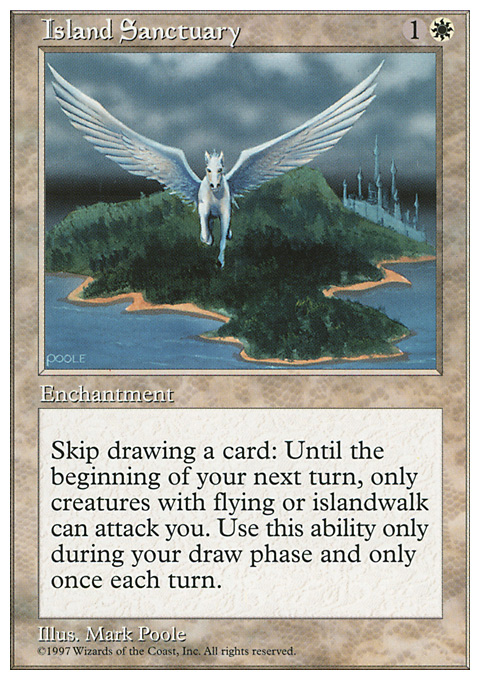 Island Sanctuary 1
POOLE
Enchantment
Skip drawing a card: Until the
beginning of your next turn, only
creatures with flying or islandwalk
can attack you. Use this ability only
during your draw phase and only
once each turn.
Illus. Mark Poole
©1997 Wizards of the Coast, Inc. All rights reserved.